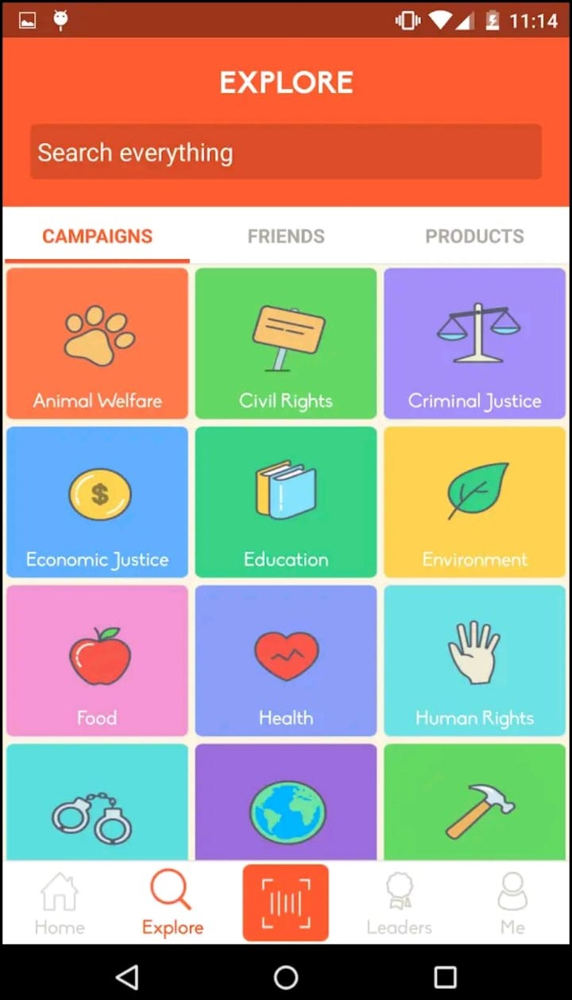 11:14
EXPLORE
Search everything
CAMPAIGNS FRIENDS PRODUCTS
Animal Welfare Civil Rights Criminal Justice
$
Economic Justice Education Environment
Food Health Human Rights
Home Explore Leaders Me